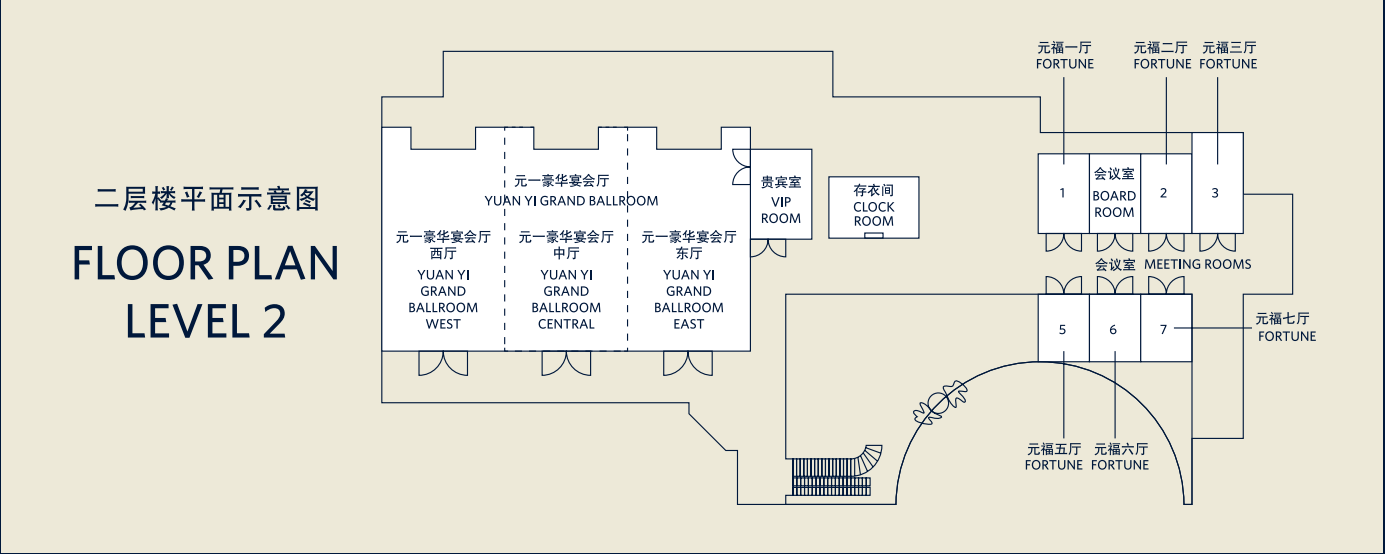 二层楼平面示意图
FLOOR PLAN
LEVEL 2
元一豪华宴会厅
YUAN YI GRAND BALLROOM
元一豪华宴会厅
西厅
YUAN YI
GRAND
BALLROOM
WEST
元一豪华宴会厅
中厅
YUAN YI
GRAND
BALLROOM
CENTRAL
元一豪华宴会厅
东厅
YUAN YI
GRAND
BALLROOM
EAST
贵宾室
VIP
ROOM
存衣间
CLOCK
ROOM
元福一厅
FORTUNE
元福二厅
FORTUNE
元福三厅
FORTUNE
1
会议室
BOARD
ROOM
2
3
会议室 MEETING ROOMS
5
6
7
元福七厅
FORTUNE
元福五厅
FORTUNE
元福六厅
FORTUNE